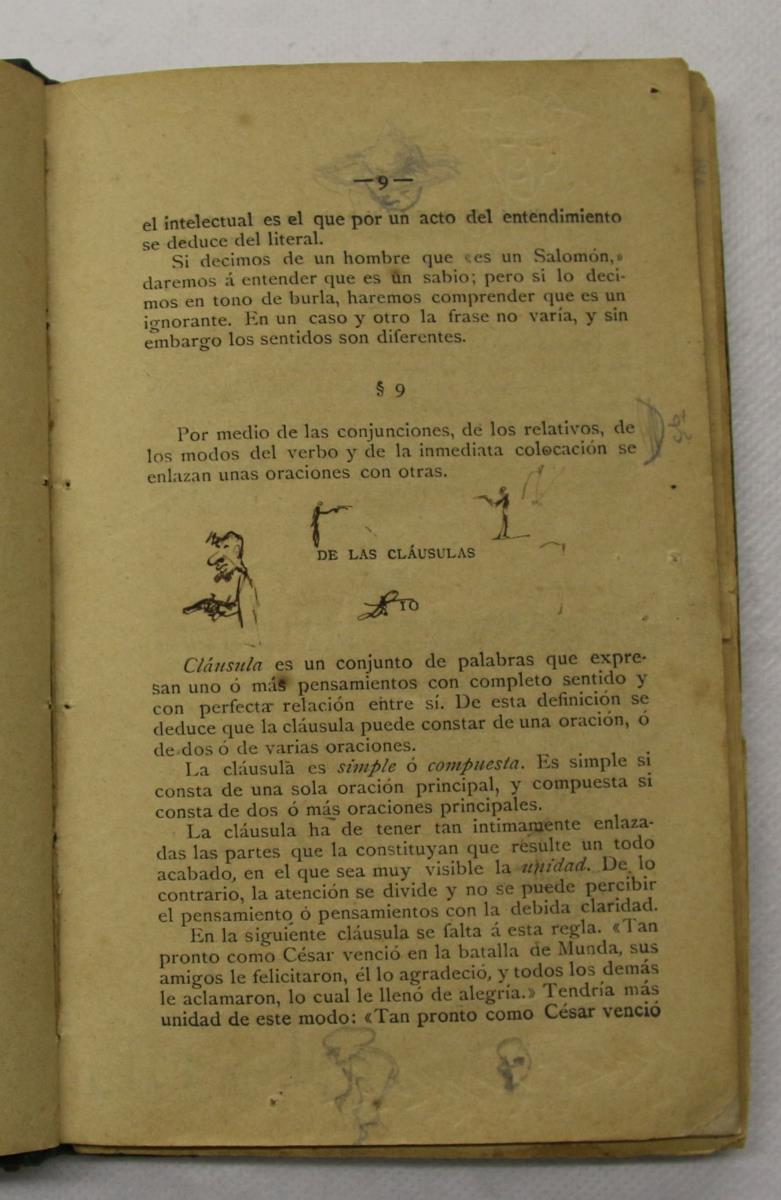 —9—
el intelectual es el que por un acto del entendimiento
se deduce del literal.
Si decimos de un hombre que «es un Salomón,»
daremos á entender que es un sabio; pero si lo deci-
mos en tono de burla, haremos comprender que es un
ignorante. En un caso y otro la frase no varía, y sin
embargo los sentidos son diferentes.
§ 9
Por medio de las conjunciones, de los relativos, de
los modos del verbo y de la inmediata colocación se
enlazan unas oraciones con otras.
DE LAS CLÁUSULAS
10
Cláusula es un conjunto de palabras que expre-
san uno ó más pensamientos con completo sentido y
con perfecta relación entre sí. De esta definición se
deduce que la cláusula puede constar de una oración, ó
de dos ó de varias oraciones.
La cláusula es simple ó compuesta. Es simple si
consta de una sola oración principal, y compuesta si
consta de dos ó más oraciones principales.
La cláusula ha de tener tan intimamente enlaza-
das las partes que la constituyan que resulte un todo
acabado, en el que sea muy visible la unidad. De lo
contrario, la atención se divide y no se puede percibir
el pensamiento ó pensamientos con la debida claridad.
En la siguiente cláusula se falta á esta regla. «Tan
pronto como César venció en la batalla de Munda, sus
amigos le felicitaron, él lo agradeció, y todos los demás
le aclamaron, lo cual le llenó de alegría.» Tendría más
unidad de este modo: «Tan pronto como César venció